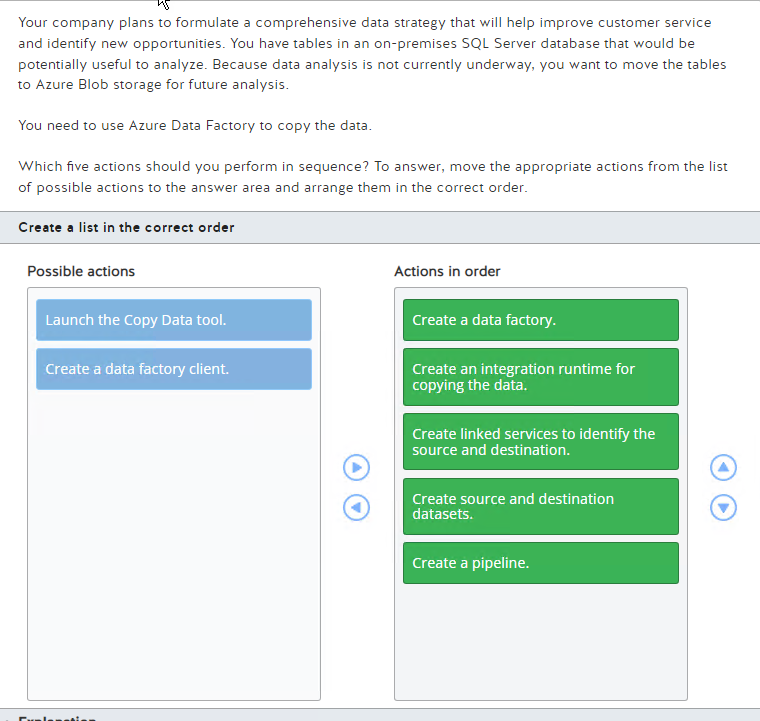 Your company plans to formulate a comprehensive data strategy that will help improve customer service
and identify new opportunities. You have tables in an on-premises SQL Server database that would be
potentially useful to analyze. Because data analysis is not currently underway, you want to move the tables
to Azure Blob storage for future analysis.
You need to use Azure Data Factory to copy the data.
Which five actions should you perform in sequence? To answer, move the appropriate actions from the list
of possible actions to the answer area and arrange them in the correct order.
Create a list in the correct order
Possible actions
Launch the Copy Data tool.
Create a data factory client.
Actions in order
Create a data factory.
Create an integration runtime for
copying the data.
Create linked services to identify the
source and destination.
Create source and destination
datasets.
Create a pipeline.
Explanation